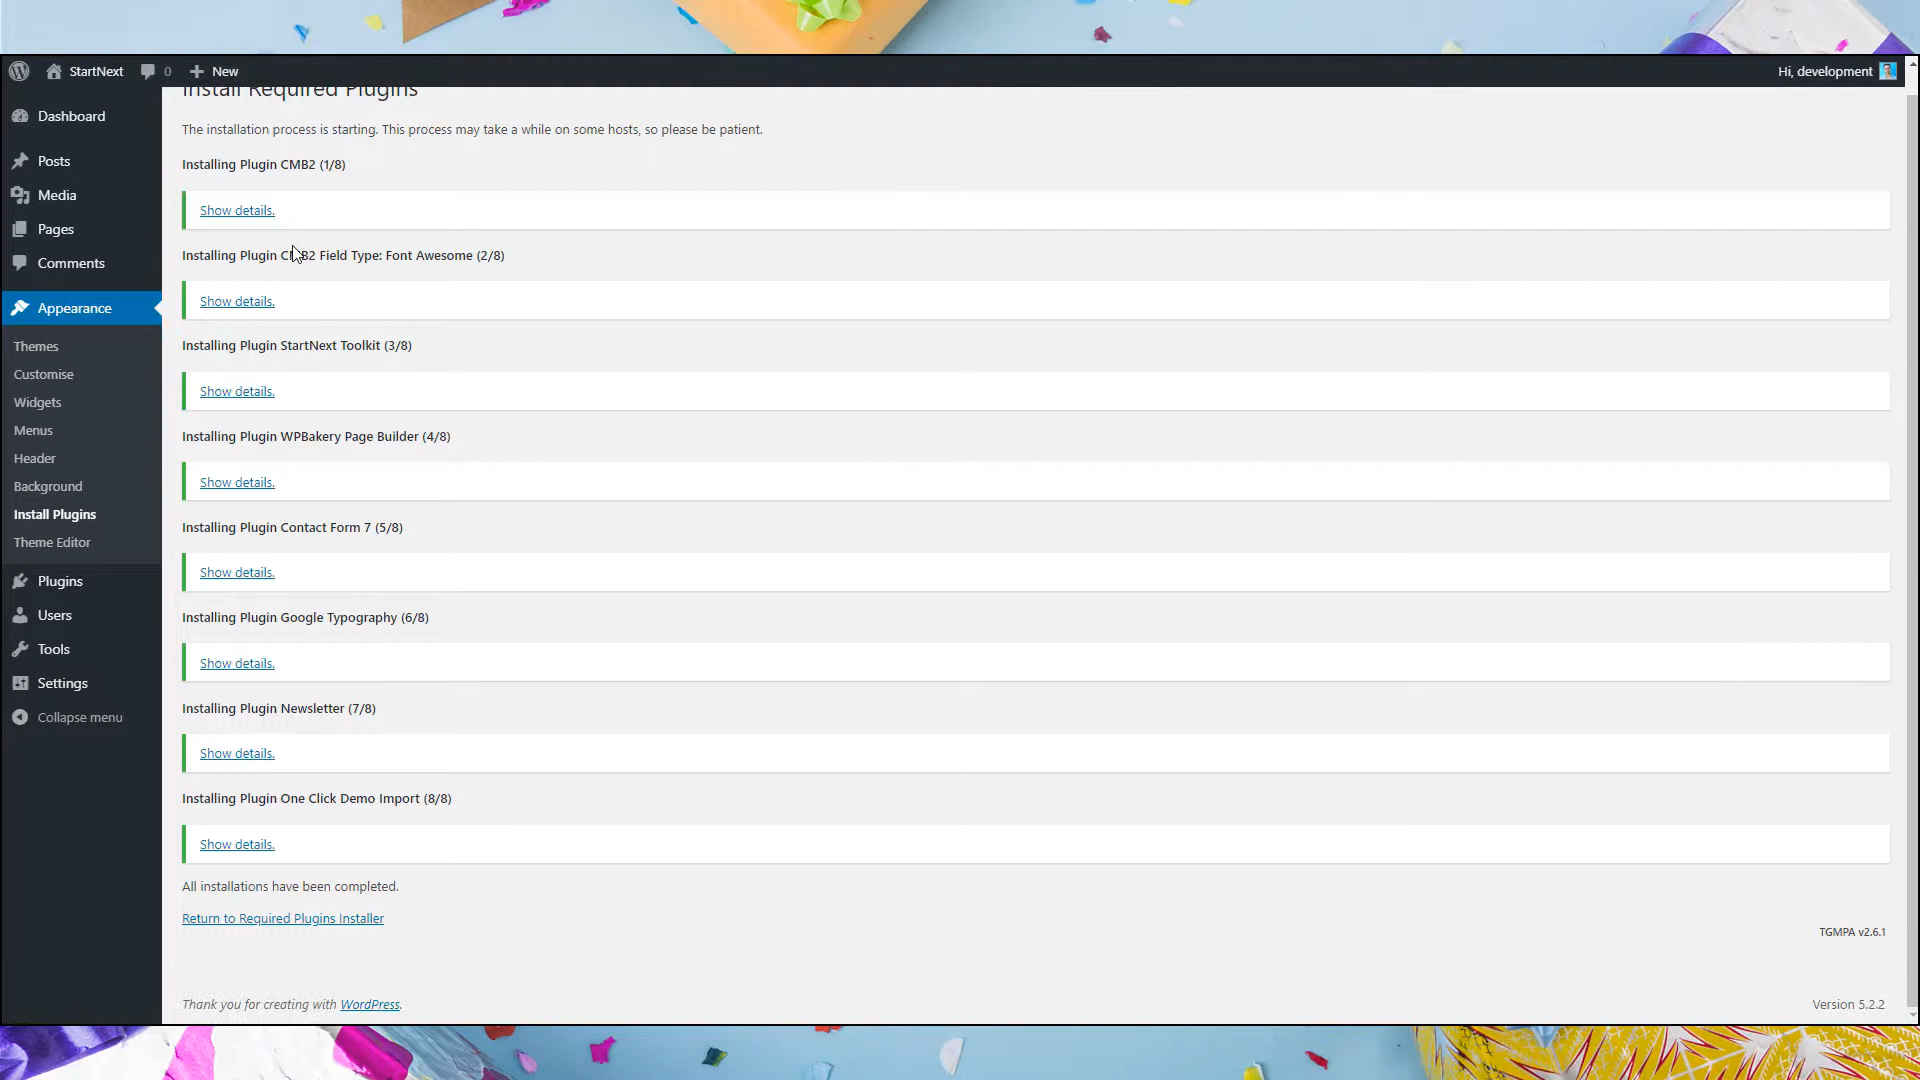 StartNext
0
New
Hi, development
Dashboard
Posts
Media
Pages
Comments
Appearance
Themes
Customise
Widgets
Menus
Header
Background
Install Plugins
Theme Editor
Plugins
Users
Tools
Settings
Collapse menu
Install Required Plugins
The installation process is starting. This process may take a while on some hosts, so please be patient.
Installing Plugin CMB2 (1/8)
Show details.
Installing Plugin CMB2 Field Type: Font Awesome (2/8)
Show details.
Installing Plugin StartNext Toolkit (3/8)
Show details.
Installing Plugin WPBakery Page Builder (4/8)
Show details.
Installing Plugin Contact Form 7 (5/8)
Show details.
Installing Plugin Google Typography (6/8)
Show details.
Installing Plugin Newsletter (7/8)
Show details.
Installing Plugin One Click Demo Import (8/8)
Show details.
All installations have been completed.
Return to Required Plugins Installer
TGMPA v2.6.1
Thank you for creating with WordPress.
Version 5.2.2